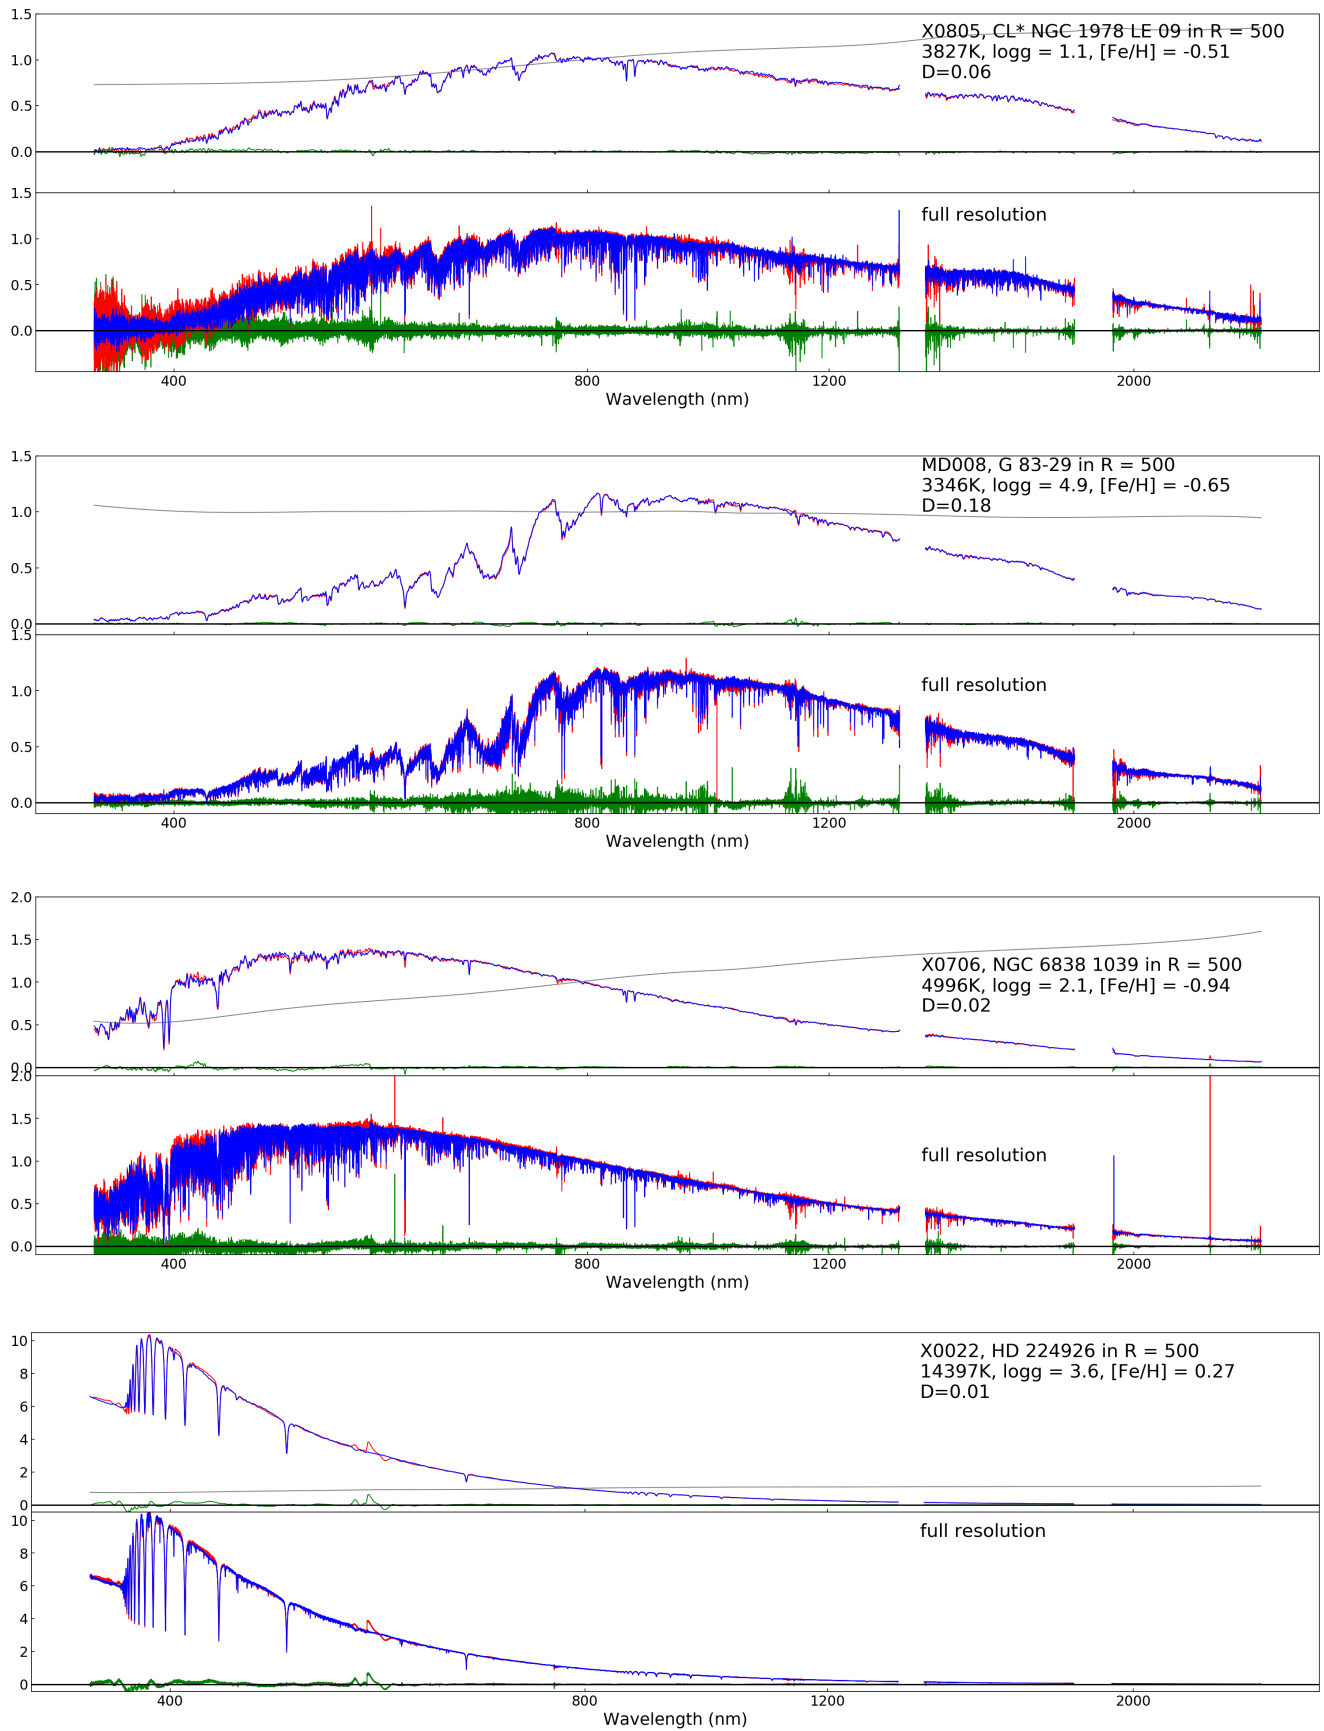 1.5
X0805, CL* NGC 1978 LE 09 in R = 500
3827K, logg = 1.1, [Fe/H] = -0.51
D=0.06
1.0
0.5
0.0
1.5
full resolution
1.0
0.5
0.0
400 800 1200 2000
Wavelength (nm)
1.5
MD008, G 83-29 in R = 500
3346K, logg = 4.9, [Fe/H] = -0.65
D=0.18
1.0
0.5
0.0
1.5
full resolution
1.0
0.5
0.0
400 800 1200 2000
Wavelength (nm)
2.0
1.5
1.0
X0706, NGC 6838 1039 in R = 500
4996K, logg = 2.1, [Fe/H] = -0.94
D=0.02
0.5
0.0
2.0
1.5
full resolution
1.0
0.5
0.0
400 800 1200 2000
Wavelength (nm)
10
X0022, HD 224926 in R = 500
14397K, logg = 3.6, [Fe/H] = 0.27
D=0.01
8
6
4
2
0
10
full resolution
8
6
4
2
0
400 800 1200 2000
Wavelength (nm)